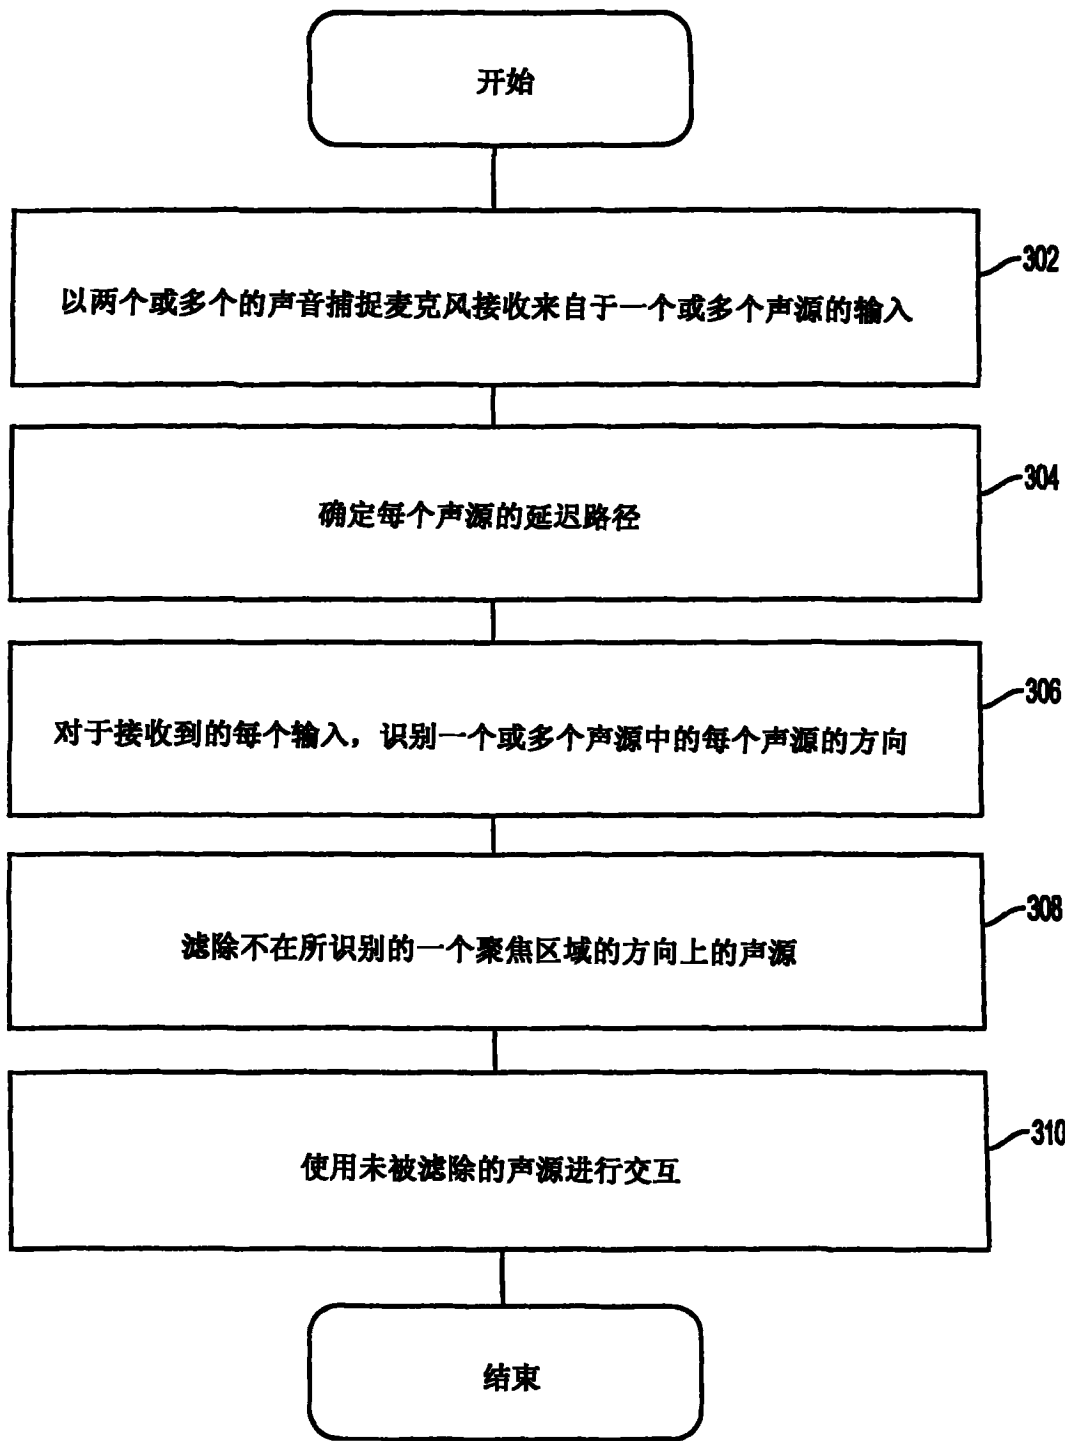 开始
302
以两个或多个的声音捕捉麦克风接收来自于一个或多个声源的输入
304
确定每个声源的延迟路径
306
对于接收到的每个输入，识别一个或多个声源中的每个声源的方向
308
滤除不在所识别的一个聚焦区域的方向上的声源
310
使用未被滤除的声源进行交互
结束